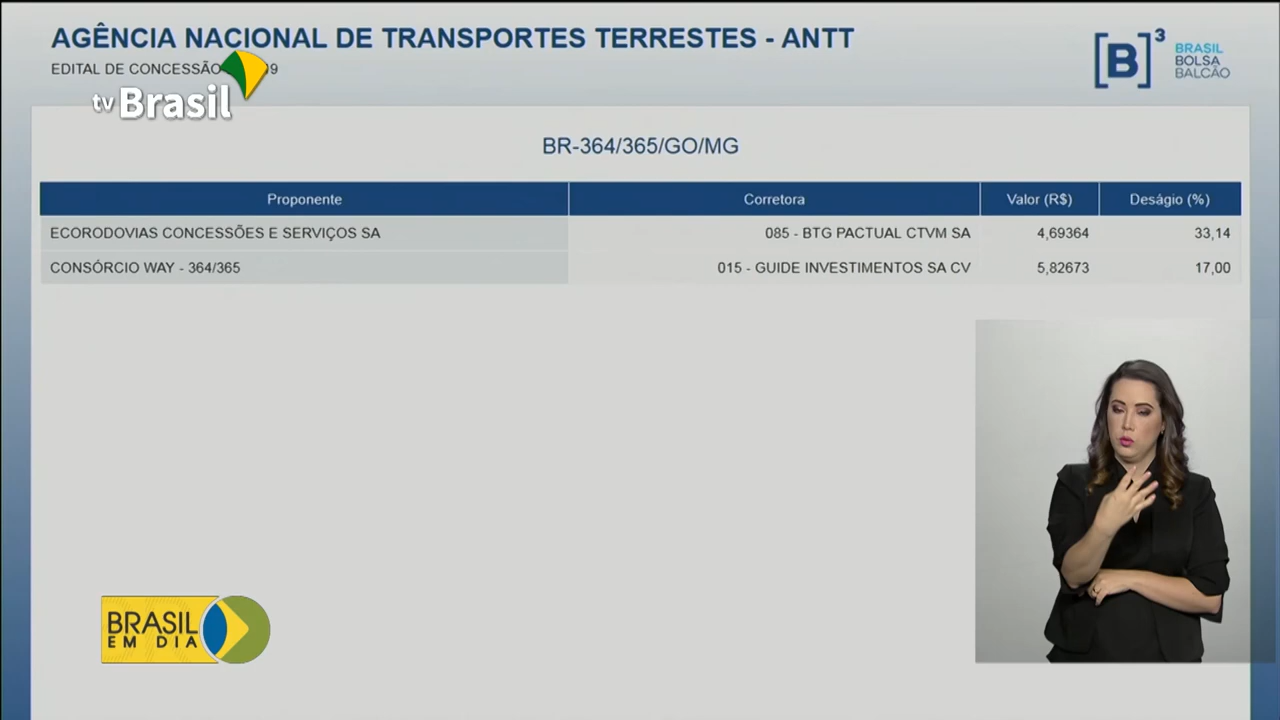 AGÊNCIA NACIONAL DE TRANSPORTES TERRESTES - ANTT
EDITAL DE CONCESSÃO
tv Brasil
[B]³ BRASIL
BOLSA
BALCÃO
BR-364/365/GO/MG
Proponente Corretora Valor (R$) Deságio (%)
ECORODOVIAS CONCESSÕES E SERVIÇOS SA 085 - BTG PACTUAL CTVM SA 4,69364 33,14
CONSÓRCIO WAY - 364/365 015 - GUIDE INVESTIMENTOS SA CV 5,82673 17,00
BRASIL
EM DIA